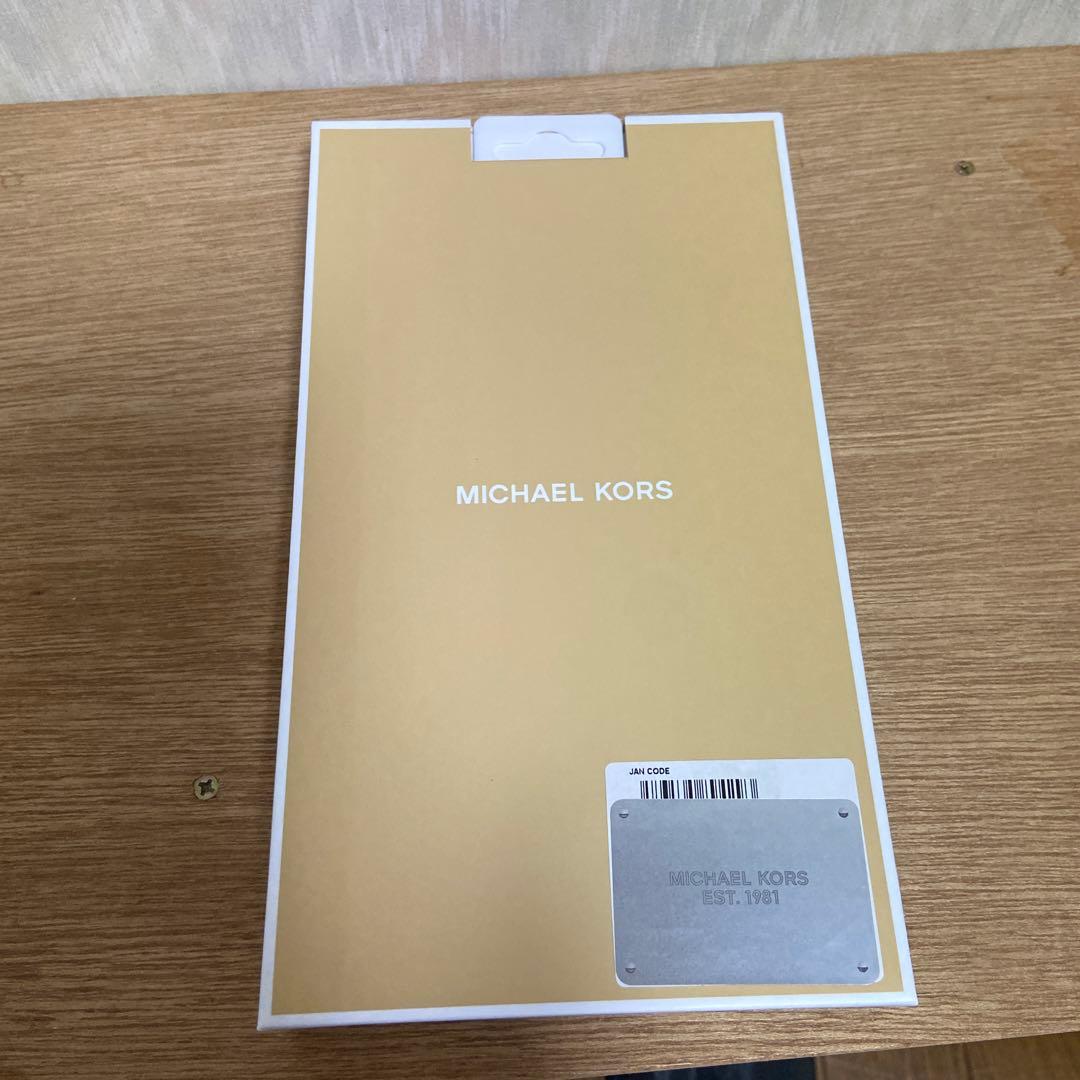 MICHAEL KORS
JAN CODE
MICHAEL KORS
EST. 1981